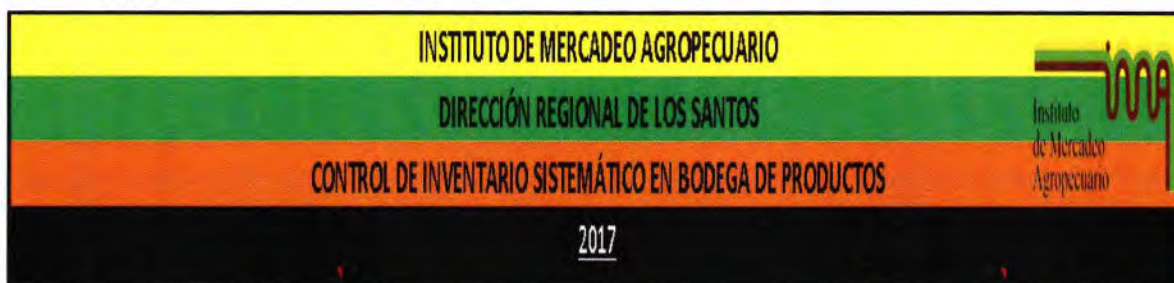 INSTITUTO DE MERCADEO AGROPECUARIO
DIRECCIÓN REGIONAL DE LOS SANTOS
CONTROL DE INVENTARIO SISTEMÁTICO EN BODEGA DE PRODUCTOS
2017
ima
Instituto
de Mercadeo
Agropecuario